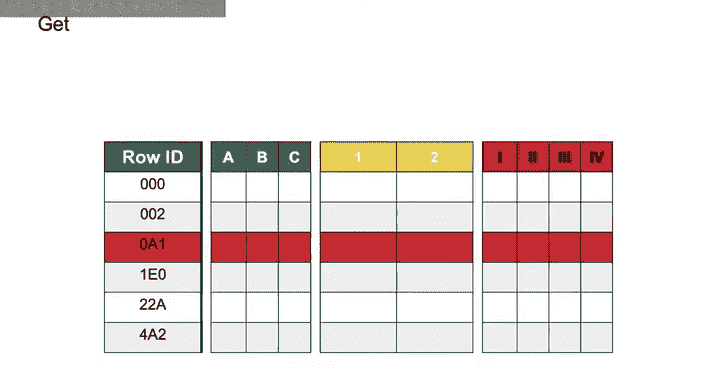 Get
Row ID A B C 1 2 I II III IV
000
002
0A1
1E0
22A
4A2